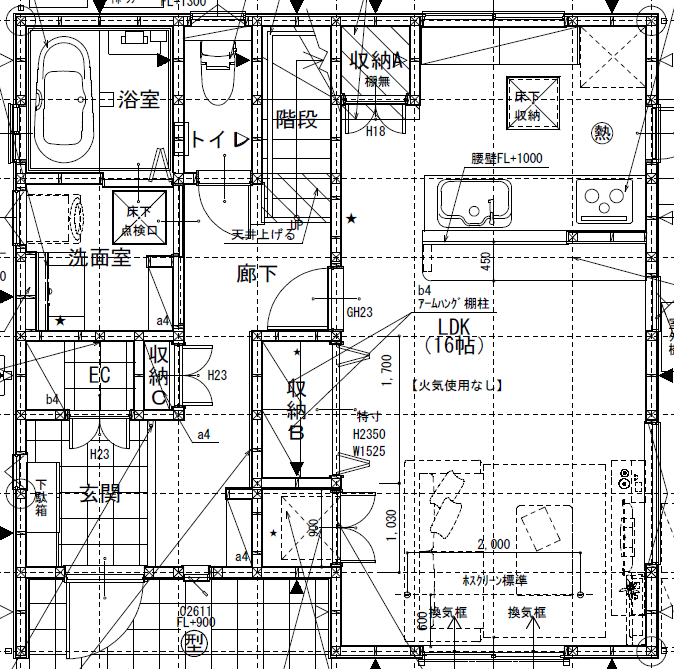 FL+1300
浴室
トイレ
階段
収納A
棚無
H18
床下
収納
熱
腰壁FL+1000
床下
点検口
洗面室
UP
天井上げる
★
廊下
450
GH23
b4
アームハング棚柱
LDK
(16帖)
★
a4
1,700
【火気使用なし】
EC
収納C
H23
b4
a4
★
収納B
特寸
H2350
W1525
H23
下駄箱
玄関
a4
★
900
1,030
2,000
ホスクリーン標準
換気框
換気框
600
02611
FL+900
型